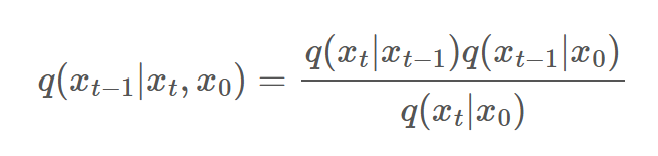 q(x_{t-1}|x_t, x_0) = \frac{q(x_t|x_{t-1})q(x_{t-1}|x_0)}{q(x_t|x_0)}